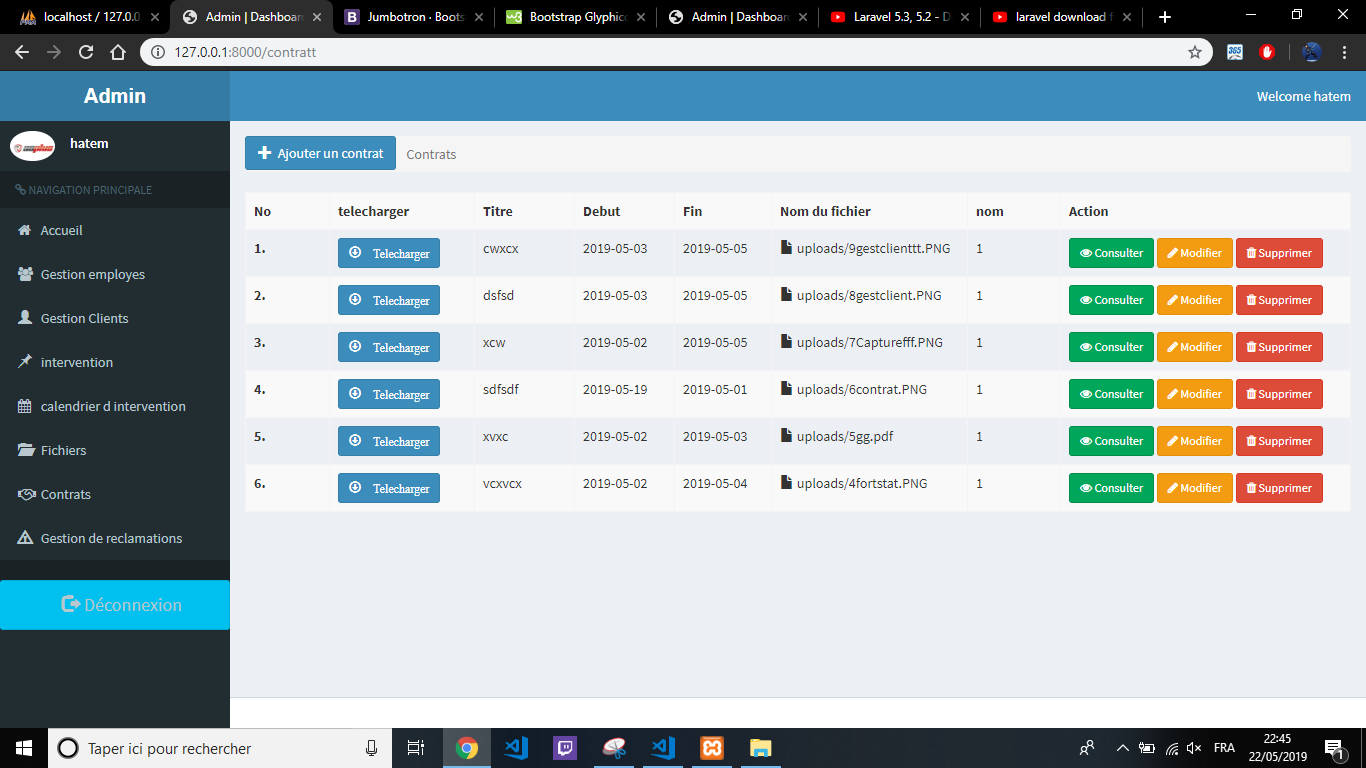 localhost / 127.0.0.
Admin | Dashboar
Jumbotron · Boots
Bootstrap Glyphico
Admin | Dashboar
Laravel 5.3, 5.2 - D
laravel download f
127.0.0.1:8000/contratt
365
Admin
Welcome hatem
hatem
NAVIGATION PRINCIPALE
Accueil
Gestion employes
Gestion Clients
intervention
calendrier d intervention
Fichiers
Contrats
Gestion de reclamations
Déconnexion
Ajouter un contrat Contrats
No telecharger Titre Debut Fin Nom du fichier nom Action
1. Telecharger cwxcx 2019-05-03 2019-05-05 uploads/9gestclienttt.PNG 1 Consulter Modifier Supprimer
2. Telecharger dsfsd 2019-05-03 2019-05-05 uploads/8gestclient.PNG 1 Consulter Modifier Supprimer
3. Telecharger xcw 2019-05-02 2019-05-05 uploads/7Capturefff.PNG 1 Consulter Modifier Supprimer
4. Telecharger sdfsdf 2019-05-19 2019-05-01 uploads/6contrat.PNG 1 Consulter Modifier Supprimer
5. Telecharger xvxc 2019-05-02 2019-05-03 uploads/5gg.pdf 1 Consulter Modifier Supprimer
6. Telecharger vcxvcx 2019-05-02 2019-05-04 uploads/4fortstat.PNG 1 Consulter Modifier Supprimer
Taper ici pour rechercher
FRA
22:45
22/05/2019
1